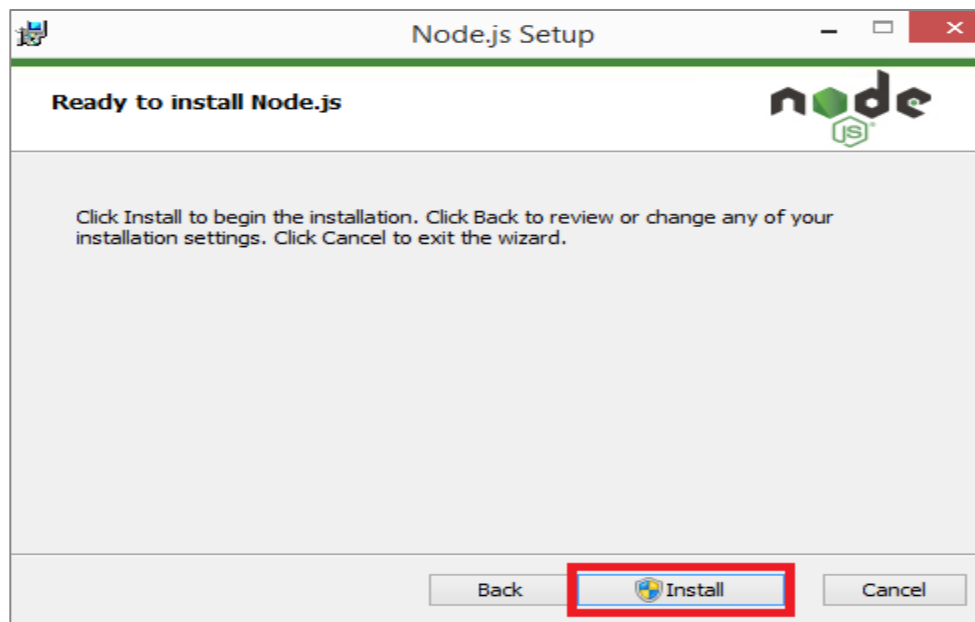 Node.js Setup
Ready to install Node.js
node
JS
Click Install to begin the installation. Click Back to review or change any of your
installation settings. Click Cancel to exit the wizard.
Back
Install
Cancel